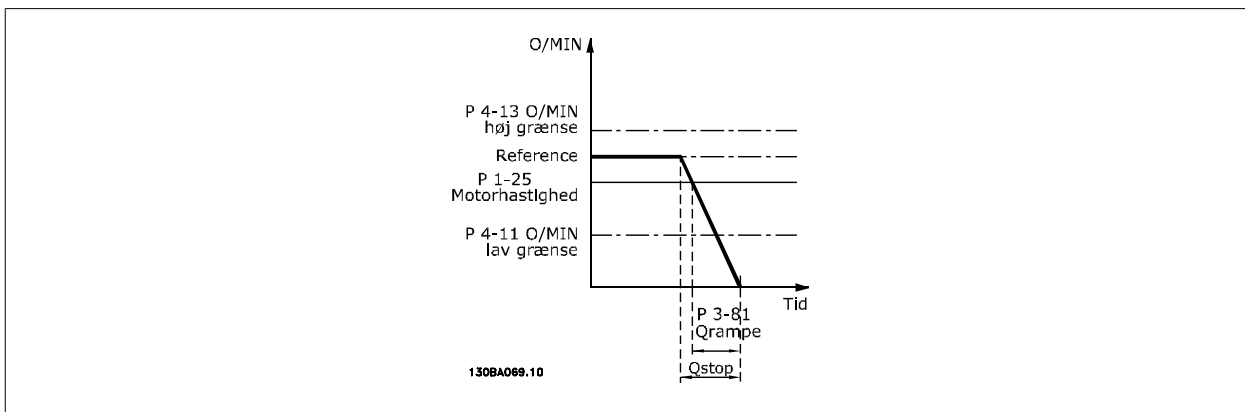 O/MIN
P 4-13 O/MIN
høj grænse
Reference
P 1-25
Motorhastighed
P 4-11 O/MIN
lav grænse
Tid
P 3-81
Qrampe
Qstop
130BA069.10